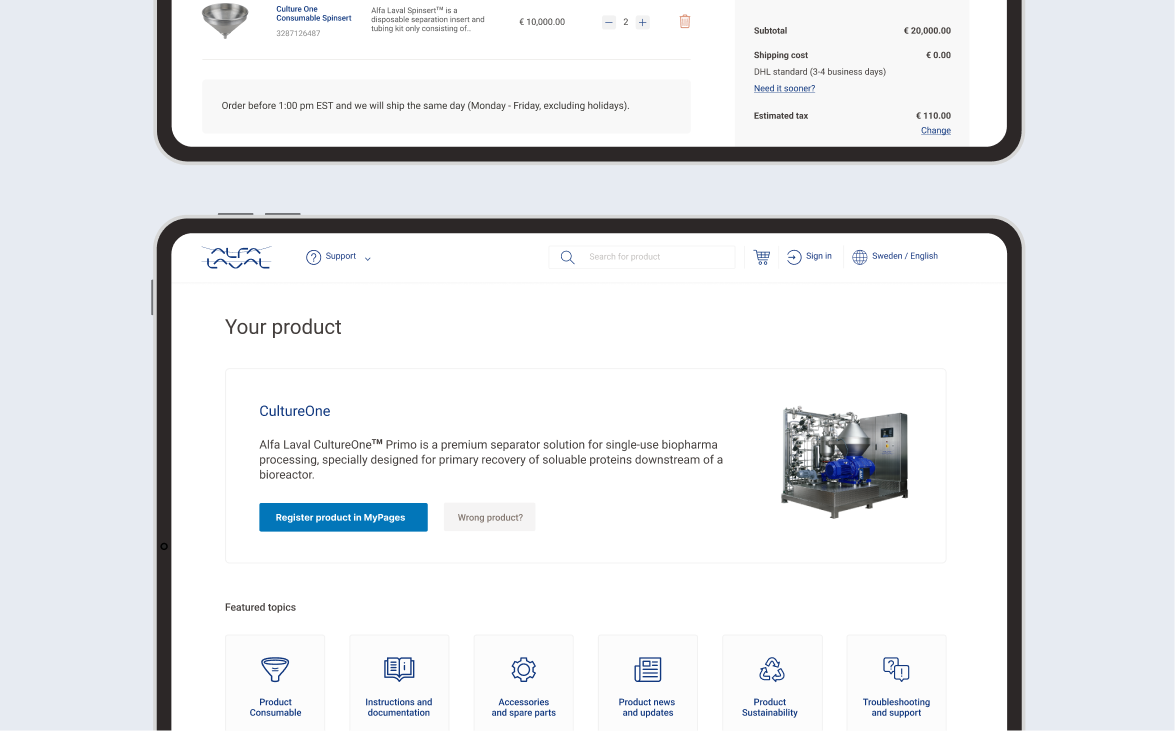 Culture One
Consumable Spinsert
3287126487
Alfa Laval Spinsert™ is a
disposable separation insert and
tubing kit only consisting of..
€ 10,000.00
2
Order before 1:00 pm EST and we will ship the same day (Monday - Friday, excluding holidays).
Subtotal € 20,000.00
Shipping cost € 0.00
DHL standard (3-4 business days)
Need it sooner?
Estimated tax € 110.00
Change
ALFA
LAVAL
Support
Search for product
Sign in
Sweden / English
Your product
CultureOne
Alfa Laval CultureOne™ Primo is a premium separator solution for single-use biopharma
processing, specially designed for primary recovery of soluable proteins downstream of a
bioreactor.
Register product in MyPages
Wrong product?
Featured topics
Product
Consumable
Instructions and
documentation
Accessories
and spare parts
Product news
and updates
Product
Sustainability
Troubleshooting
and support